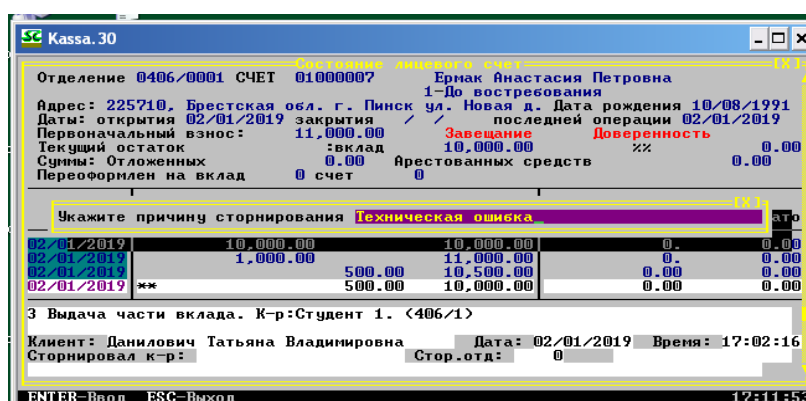 Kassa.30
Состояние лицевого счет
[X]
Отделение 0406/0001 СЧЕТ 01000007 Ермак Анастасия Петровна
1-До востребования
Адрес: 225710, Брестская обл. г. Пинск ул. Новая д. Дата рождения 10/08/1991
Даты: открытия 02/01/2019 закрытия / / последней операции 02/01/2019
Первоначальный взнос: 11,000.00 Завещание Доверенность
Текущий остаток :вклад 10,000.00 %% 0.00
Суммы: Отложенных 0.00 Арестованных средств 0.00
Переоформлен на вклад 0 счет 0
[X]
Укажите причину сторнирования Техническая ошибка_
ато
02/01/2019 10,000.00 10,000.00 0. 0.00
02/01/2019 1,000.00 11,000.00 0. 0.00
02/01/2019 500.00 10,500.00 0.00 0.00
02/01/2019 ** 500.00 10,000.00 0.00 0.00
3 Выдача части вклада. К-р:Студент 1. (406/1)
Клиент: Данилович Татьяна Владимировна Дата: 02/01/2019 Время: 17:02:16
Сторнировал к-р: Стор.отд: 0
ENTER-Ввод ESC-Выход 17:11:53